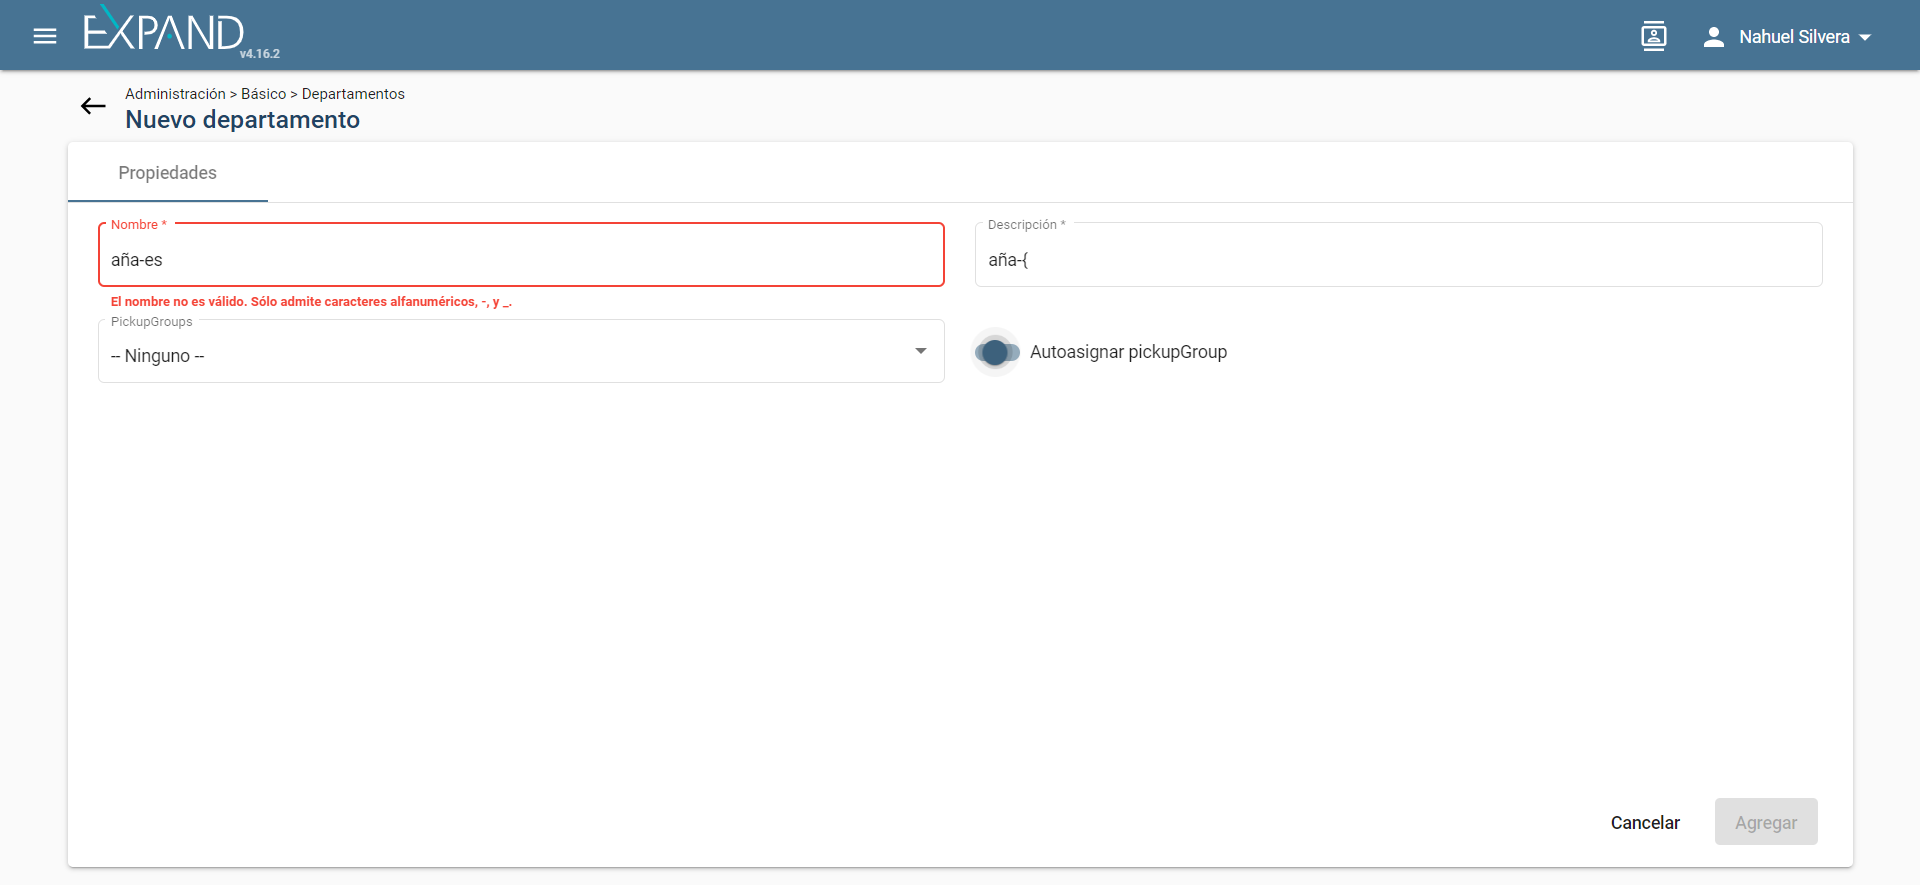 EXPAND
v4.16.2
Nahuel Silvera
Administración > Básico > Departamentos
Nuevo departamento
Propiedades
Nombre *
aña-es
El nombre no es válido. Sólo admite caracteres alfanuméricos, -, y _.
Descripción *
aña-{
PickupGroups
-- Ninguno --
Autoasignar pickupGroup
Cancelar
Agregar